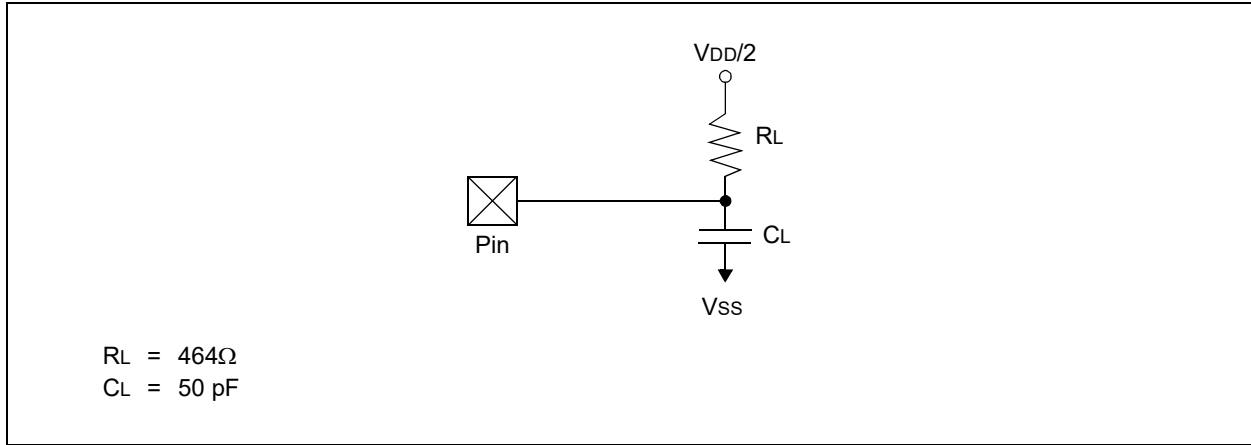 VDD/2
RL
Pin
CL
VSS
RL = 464Ω
CL = 50 pF